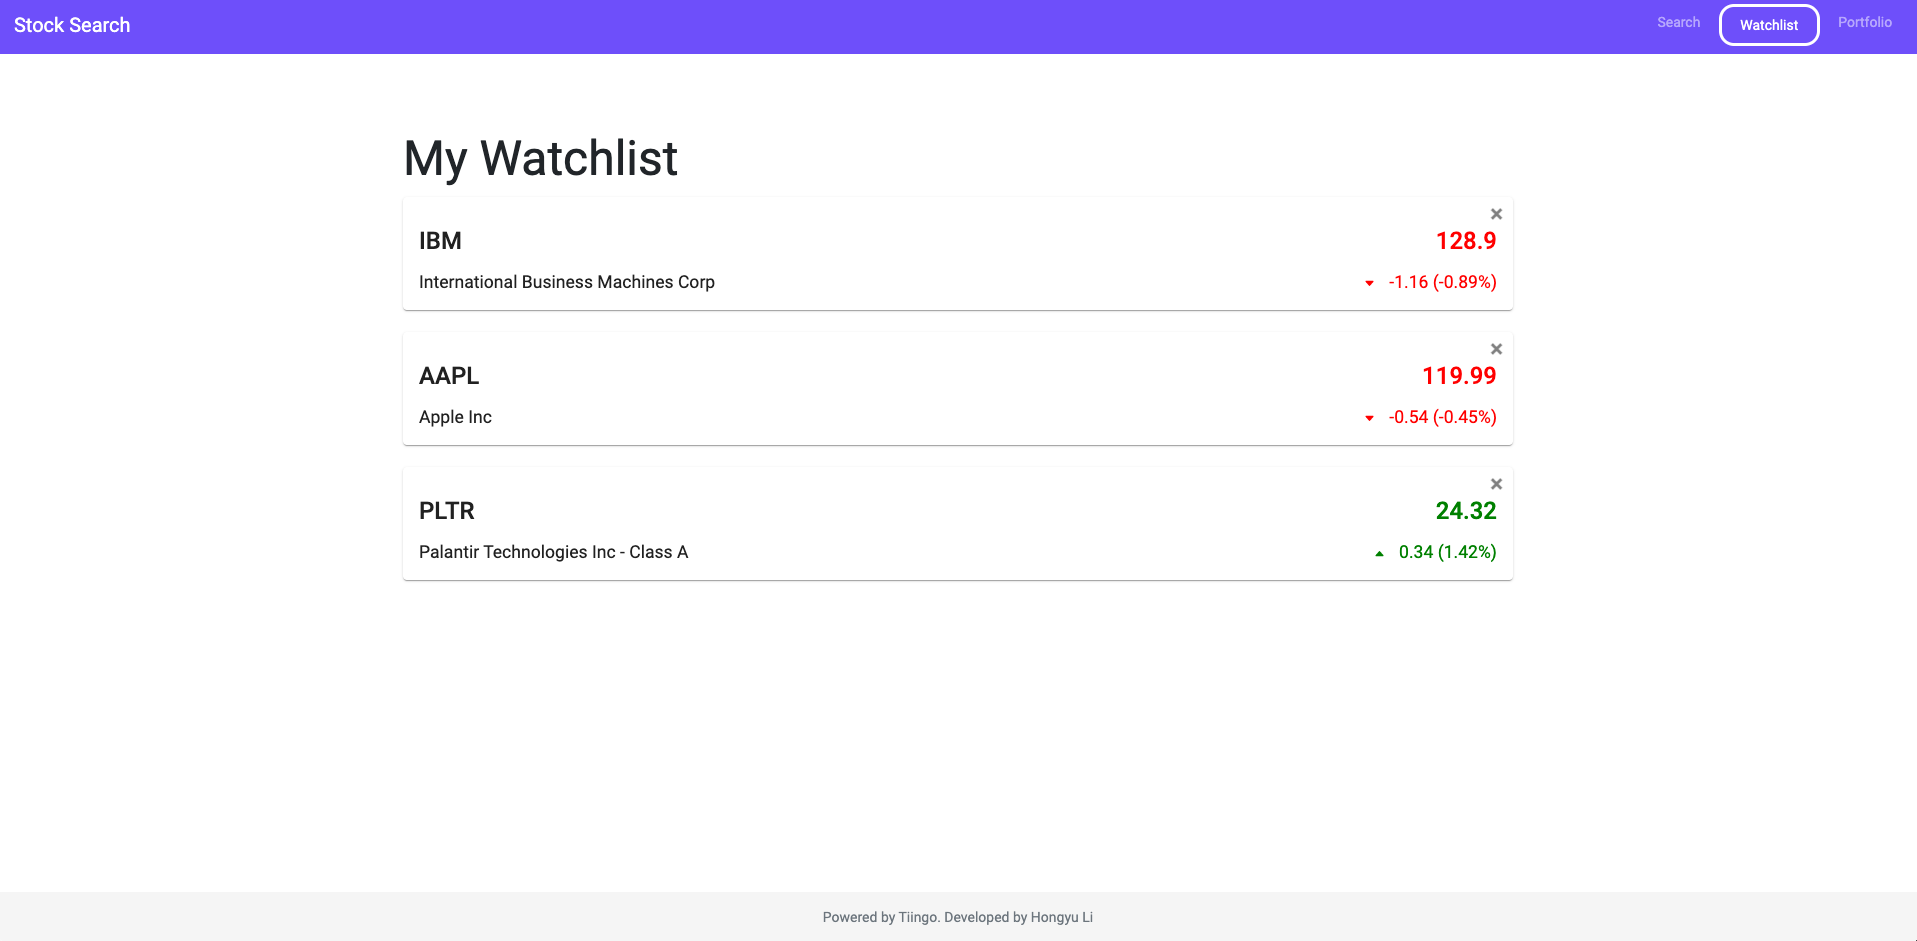 Stock Search
Search
Watchlist
Portfolio
My Watchlist
IBM
128.9
International Business Machines Corp
-1.16 (-0.89%)
AAPL
119.99
Apple Inc
-0.54 (-0.45%)
PLTR
24.32
Palantir Technologies Inc - Class A
0.34 (1.42%)
Powered by Tiingo. Developed by Hongyu Li